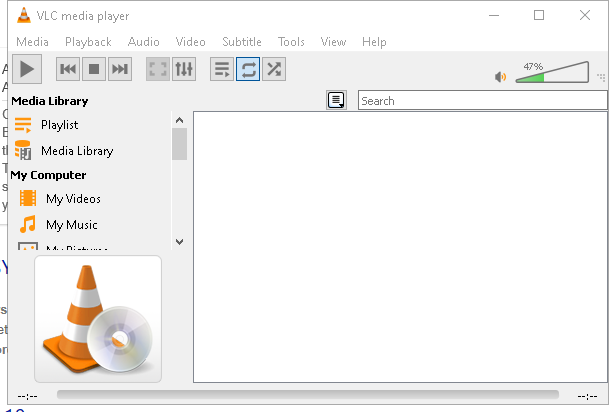 VLC media player
Media Playback Audio Video Subtitle Tools View Help
47%
Media Library
Search
Playlist
Media Library
My Computer
My Videos
My Music
My Pictures
--:-- --:--